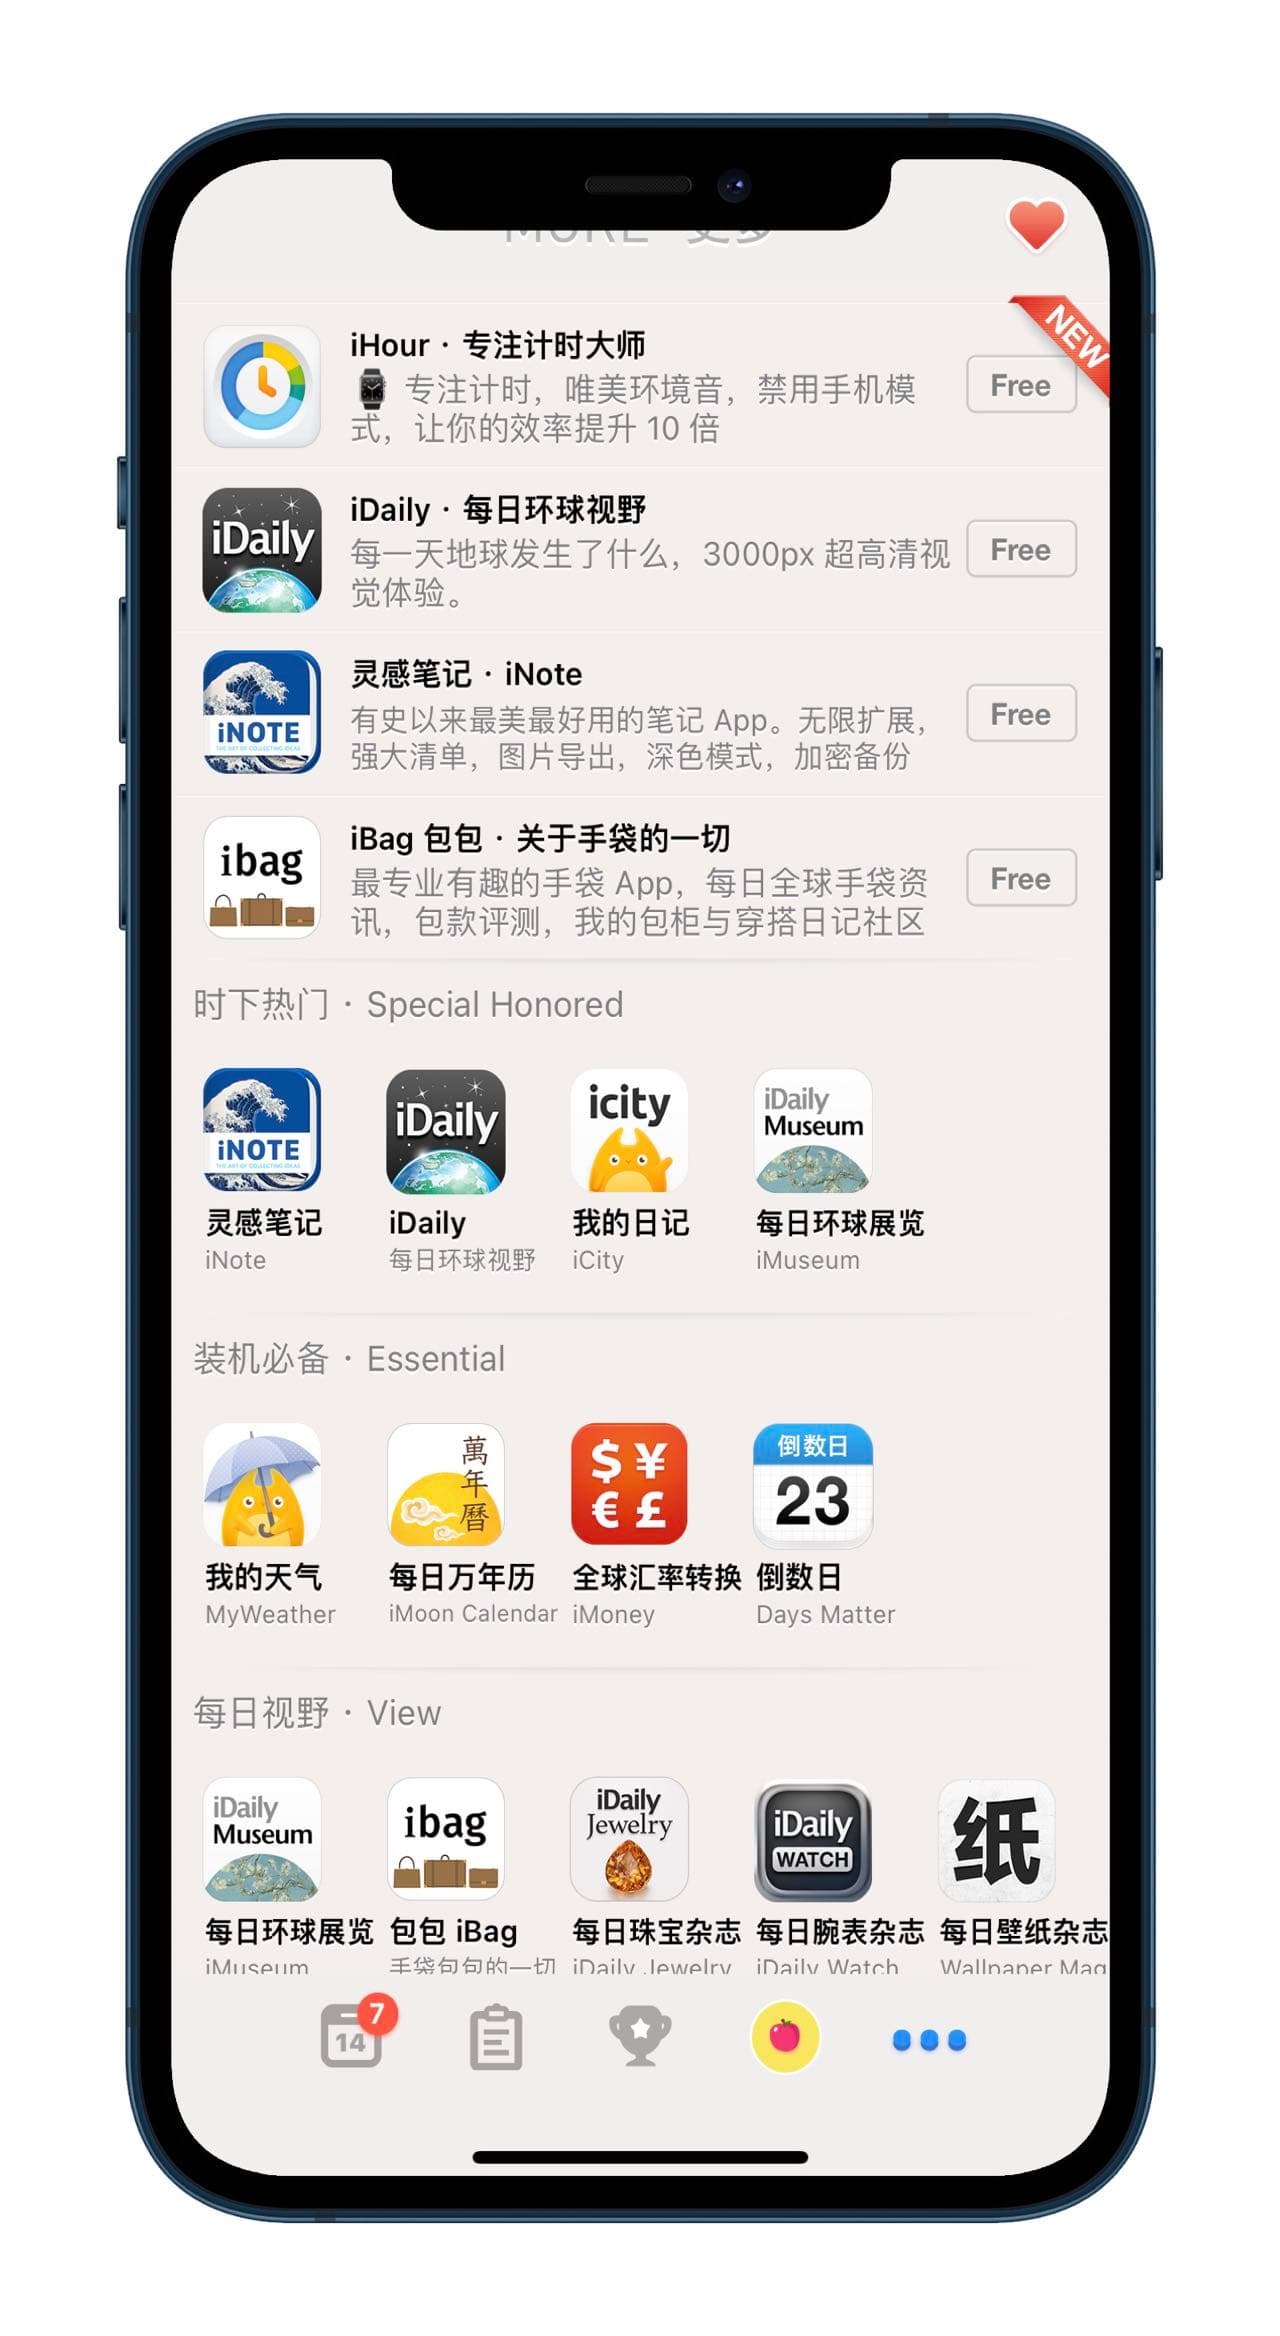 MORE 更多
NEW
iHour · 专注计时大师
专注计时，唯美环境音，禁用手机模
式，让你的效率提升 10 倍
Free
iDaily
iDaily · 每日环球视野
每一天地球发生了什么，3000px 超高清视
觉体验。
Free
iNOTE
THE ART OF COLLECTING IDEAS
灵感笔记 · iNote
有史以来最美最好用的笔记 App。无限扩展，
强大清单，图片导出，深色模式，加密备份
Free
ibag
iBag 包包 · 关于手袋的一切
最专业有趣的手袋 App，每日全球手袋资
讯，包款评测，我的包柜与穿搭日记社区
Free
时下热门 · Special Honored
iNOTE
THE ART OF COLLECTING IDEAS
iDaily
icity
iDaily
Museum
灵感笔记
iDaily
我的日记
每日环球展览
iNote
每日环球视野
iCity
iMuseum
装机必备 · Essential
萬年曆
$ ¥
€ £
倒数日
23
我的天气
每日万年历
全球汇率转换
倒数日
MyWeather
iMoon Calendar
iMoney
Days Matter
每日视野 · View
iDaily
Museum
ibag
iDaily
Jewelry
iDaily
WATCH
纸
每日环球展览
包包 iBag
每日珠宝杂志
每日腕表杂志
每日壁纸杂志
iMuseum
手袋包包的一切
iDaily Jewelry
iDaily Watch
Wallpaper Mag
14
7